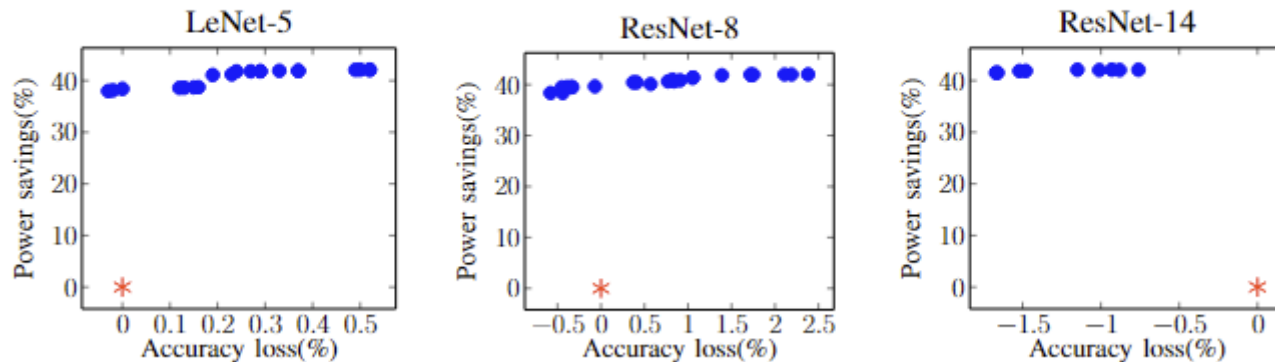 LeNet-5
Power savings(%)
40
30
20
10
0
0 0.1 0.2 0.3 0.4 0.5
Accuracy loss(%)
ResNet-8
Power savings(%)
40
30
20
10
0
−0.5 0 0.5 1 1.5 2 2.5
Accuracy loss(%)
ResNet-14
Power savings(%)
40
30
20
10
0
−1.5 −1 −0.5 0
Accuracy loss(%)